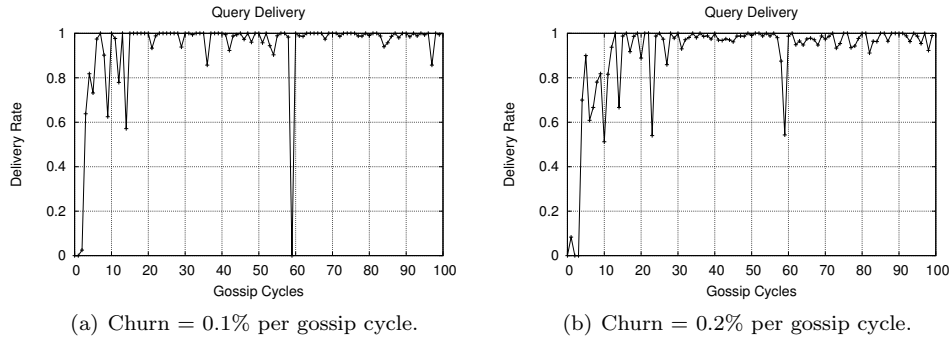 Query Delivery
1
0.8
0.6
0.4
0.2
0
Delivery Rate
0 10 20 30 40 50 60 70 80 90 100
Gossip Cycles
(a) Churn = 0.1% per gossip cycle.
Query Delivery
1
0.8
0.6
0.4
0.2
0
Delivery Rate
0 10 20 30 40 50 60 70 80 90 100
Gossip Cycles
(b) Churn = 0.2% per gossip cycle.